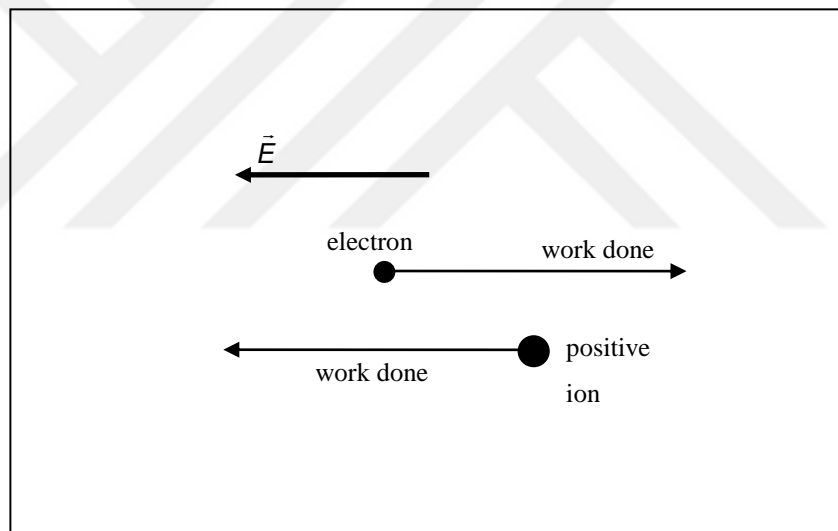 E⃗
electron
work done
work done
positive
ion